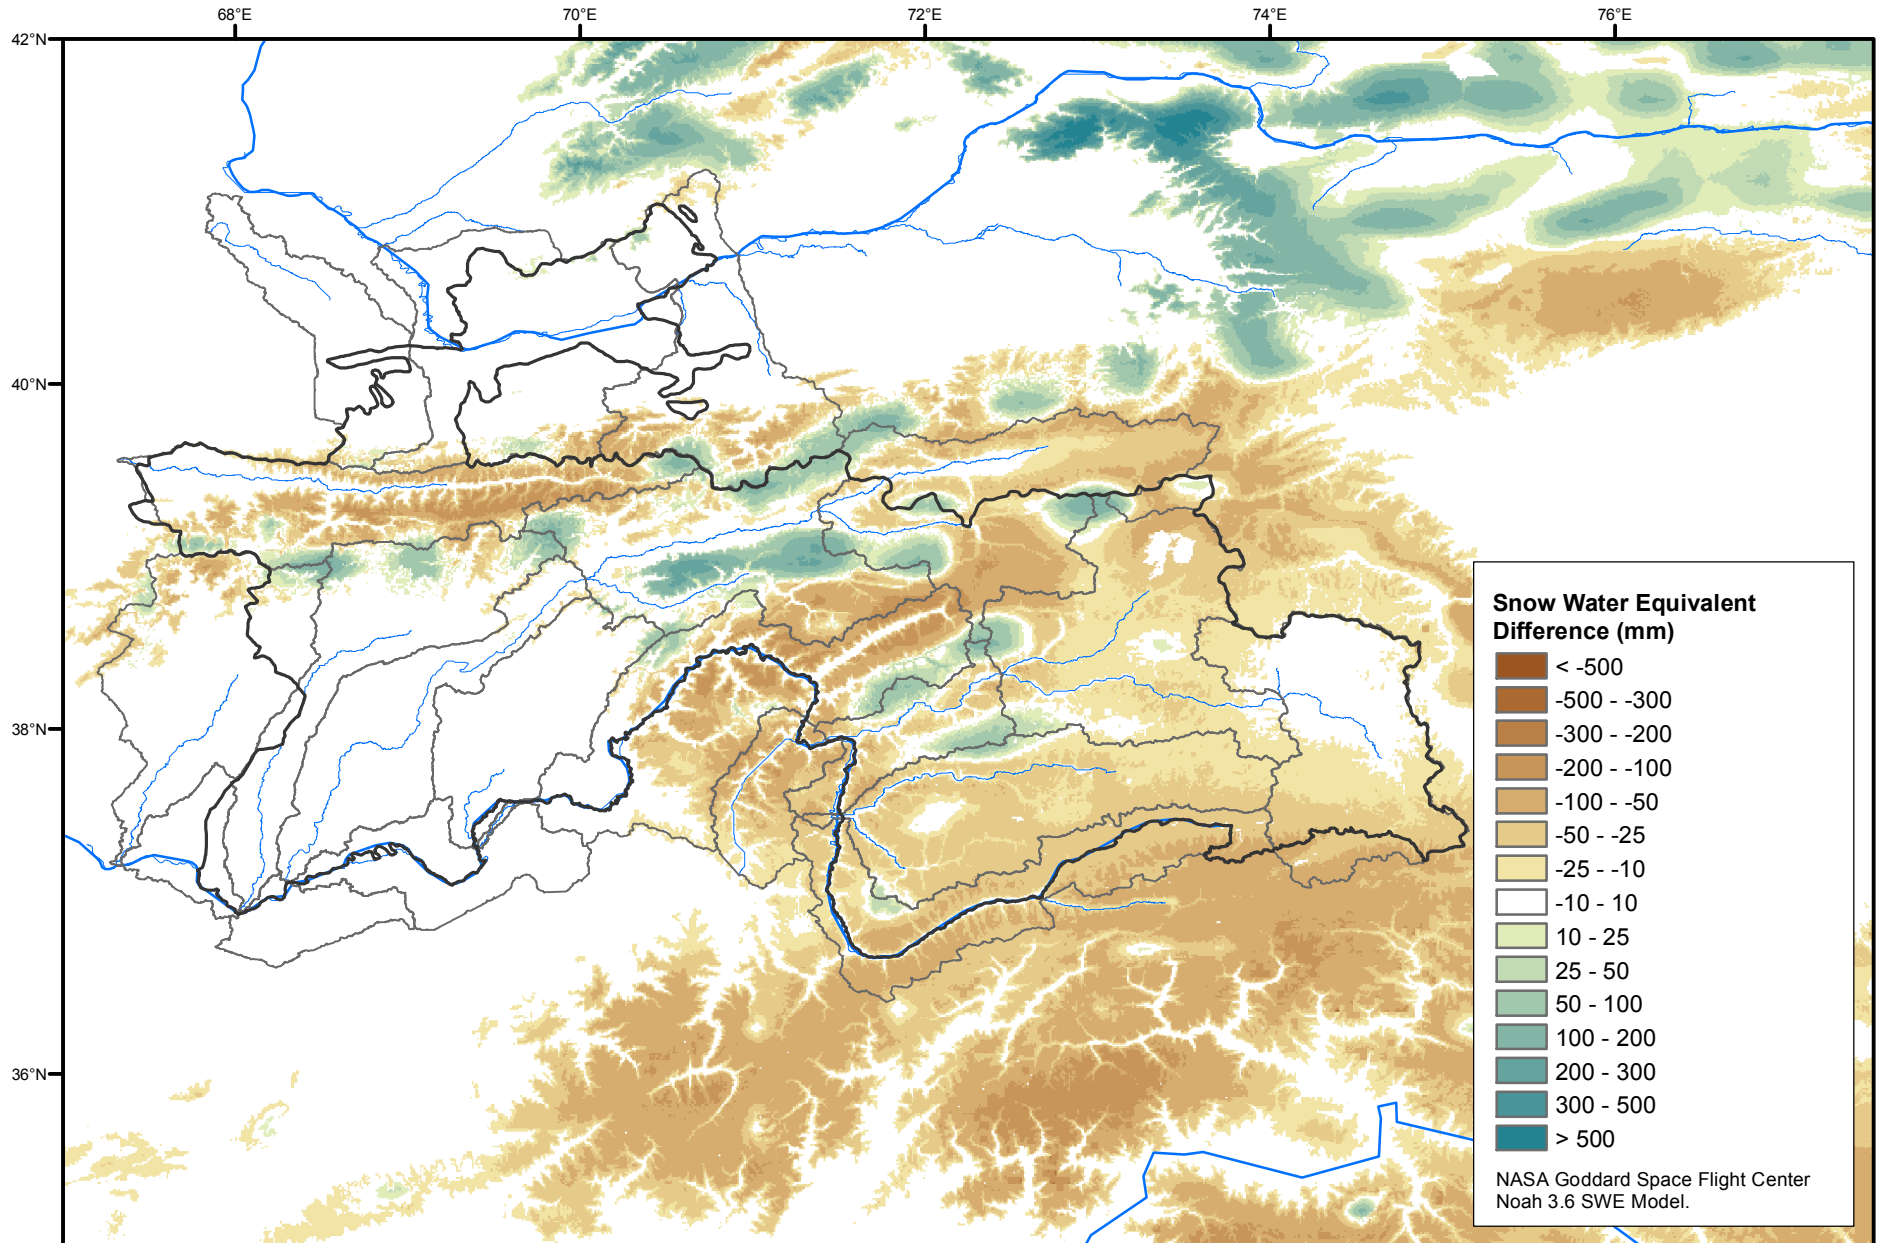 68°E 70°E 72°E 74°E 76°E
42°N
40°N
38°N
36°N
Snow Water Equivalent
Difference (mm)
< -500
-500 - -300
-300 - -200
-200 - -100
-100 - -50
-50 - -25
-25 - -10
-10 - 10
10 - 25
25 - 50
50 - 100
100 - 200
200 - 300
300 - 500
> 500
NASA Goddard Space Flight Center
Noah 3.6 SWE Model.